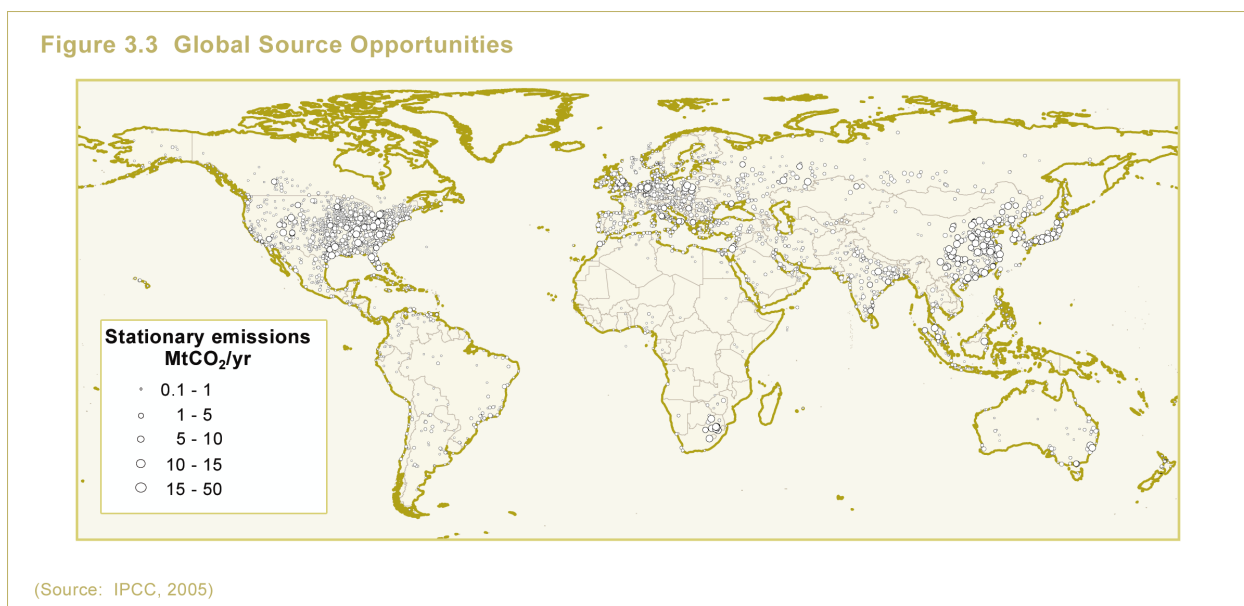 Figure 3.3 Global Source Opportunities
Stationary emissions
MtCO₂/yr
0.1 - 1
1 - 5
5 - 10
10 - 15
15 - 50
(Source: IPCC, 2005)